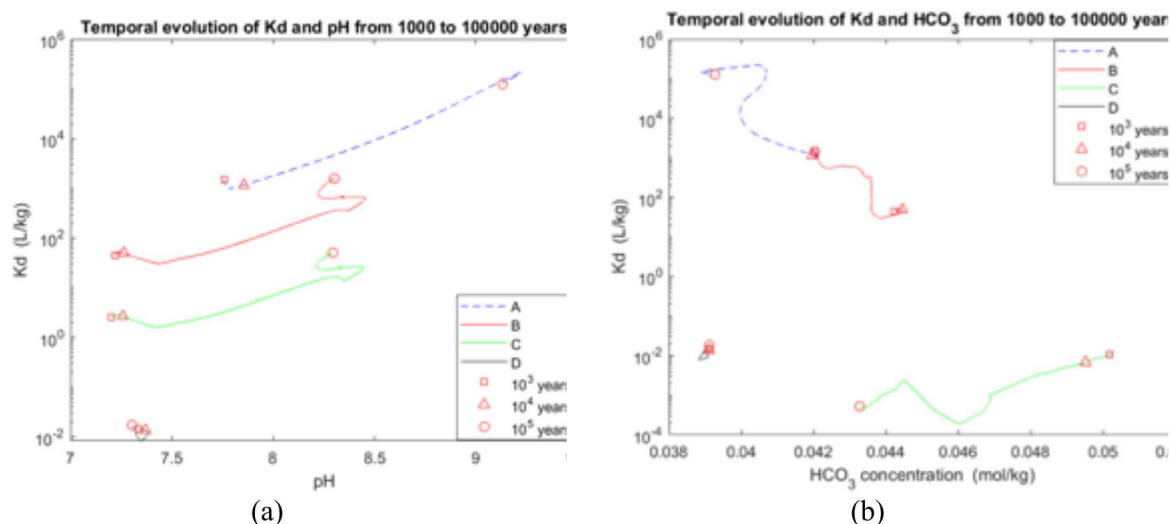 Temporal evolution of Kd and pH from 1000 to 100000 years
10^6
10^4
10^2
10^0
10^-2
Kd (L/kg)
7
7.5
8
8.5
9
pH
A
B
C
D
10^3 years
10^4 years
10^5 years
(a)
Temporal evolution of Kd and HCO_3 from 1000 to 100000 years
10^6
10^4
10^2
10^0
10^-2
10^-4
Kd (L/kg)
0.038
0.04
0.042
0.044
0.046
0.048
0.05
HCO_3 concentration (mol/kg)
A
B
C
D
10^3 years
10^4 years
10^5 years
(b)